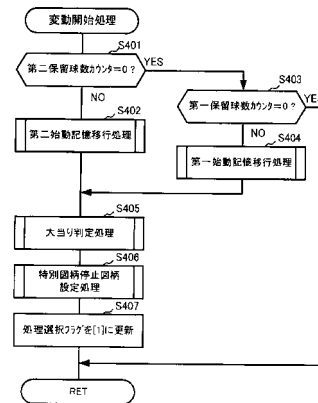 変動開始処理
S401
第二保留球数カウンタ=0？
YES
S403
第一保留球数カウンタ=0？
YES
NO
S402
第二始動記憶移行処理
NO
S404
第一始動記憶移行処理
S405
大当り判定処理
S406
特別図柄停止図柄
設定処理
S407
処理選択フラグを[1]に更新
RET